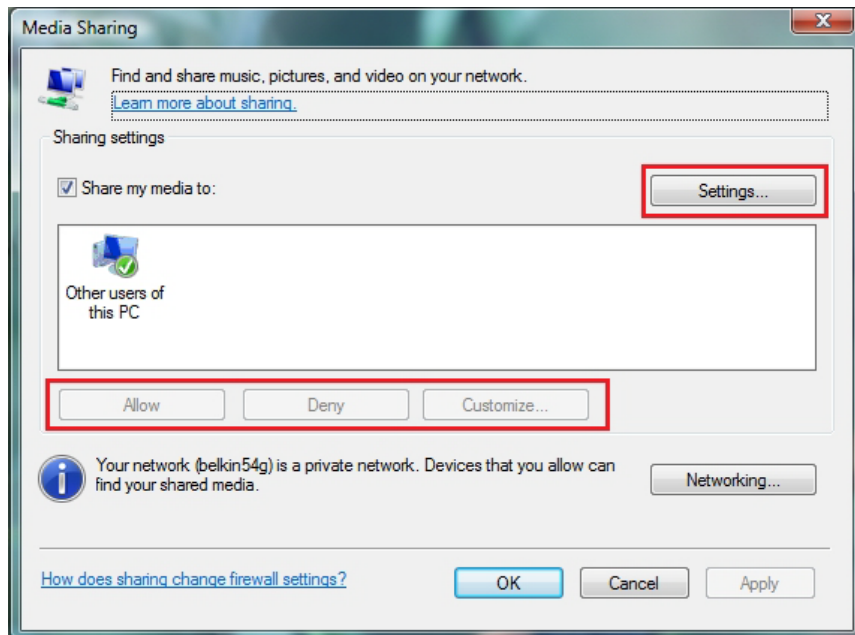 Media Sharing
Find and share music, pictures, and video on your network.
Learn more about sharing.
Sharing settings
Share my media to:
Settings...
Other users of
this PC
Allow
Deny
Customize...
Your network (belkin54g) is a private network. Devices that you allow can
find your shared media.
Networking...
How does sharing change firewall settings?
OK
Cancel
Apply